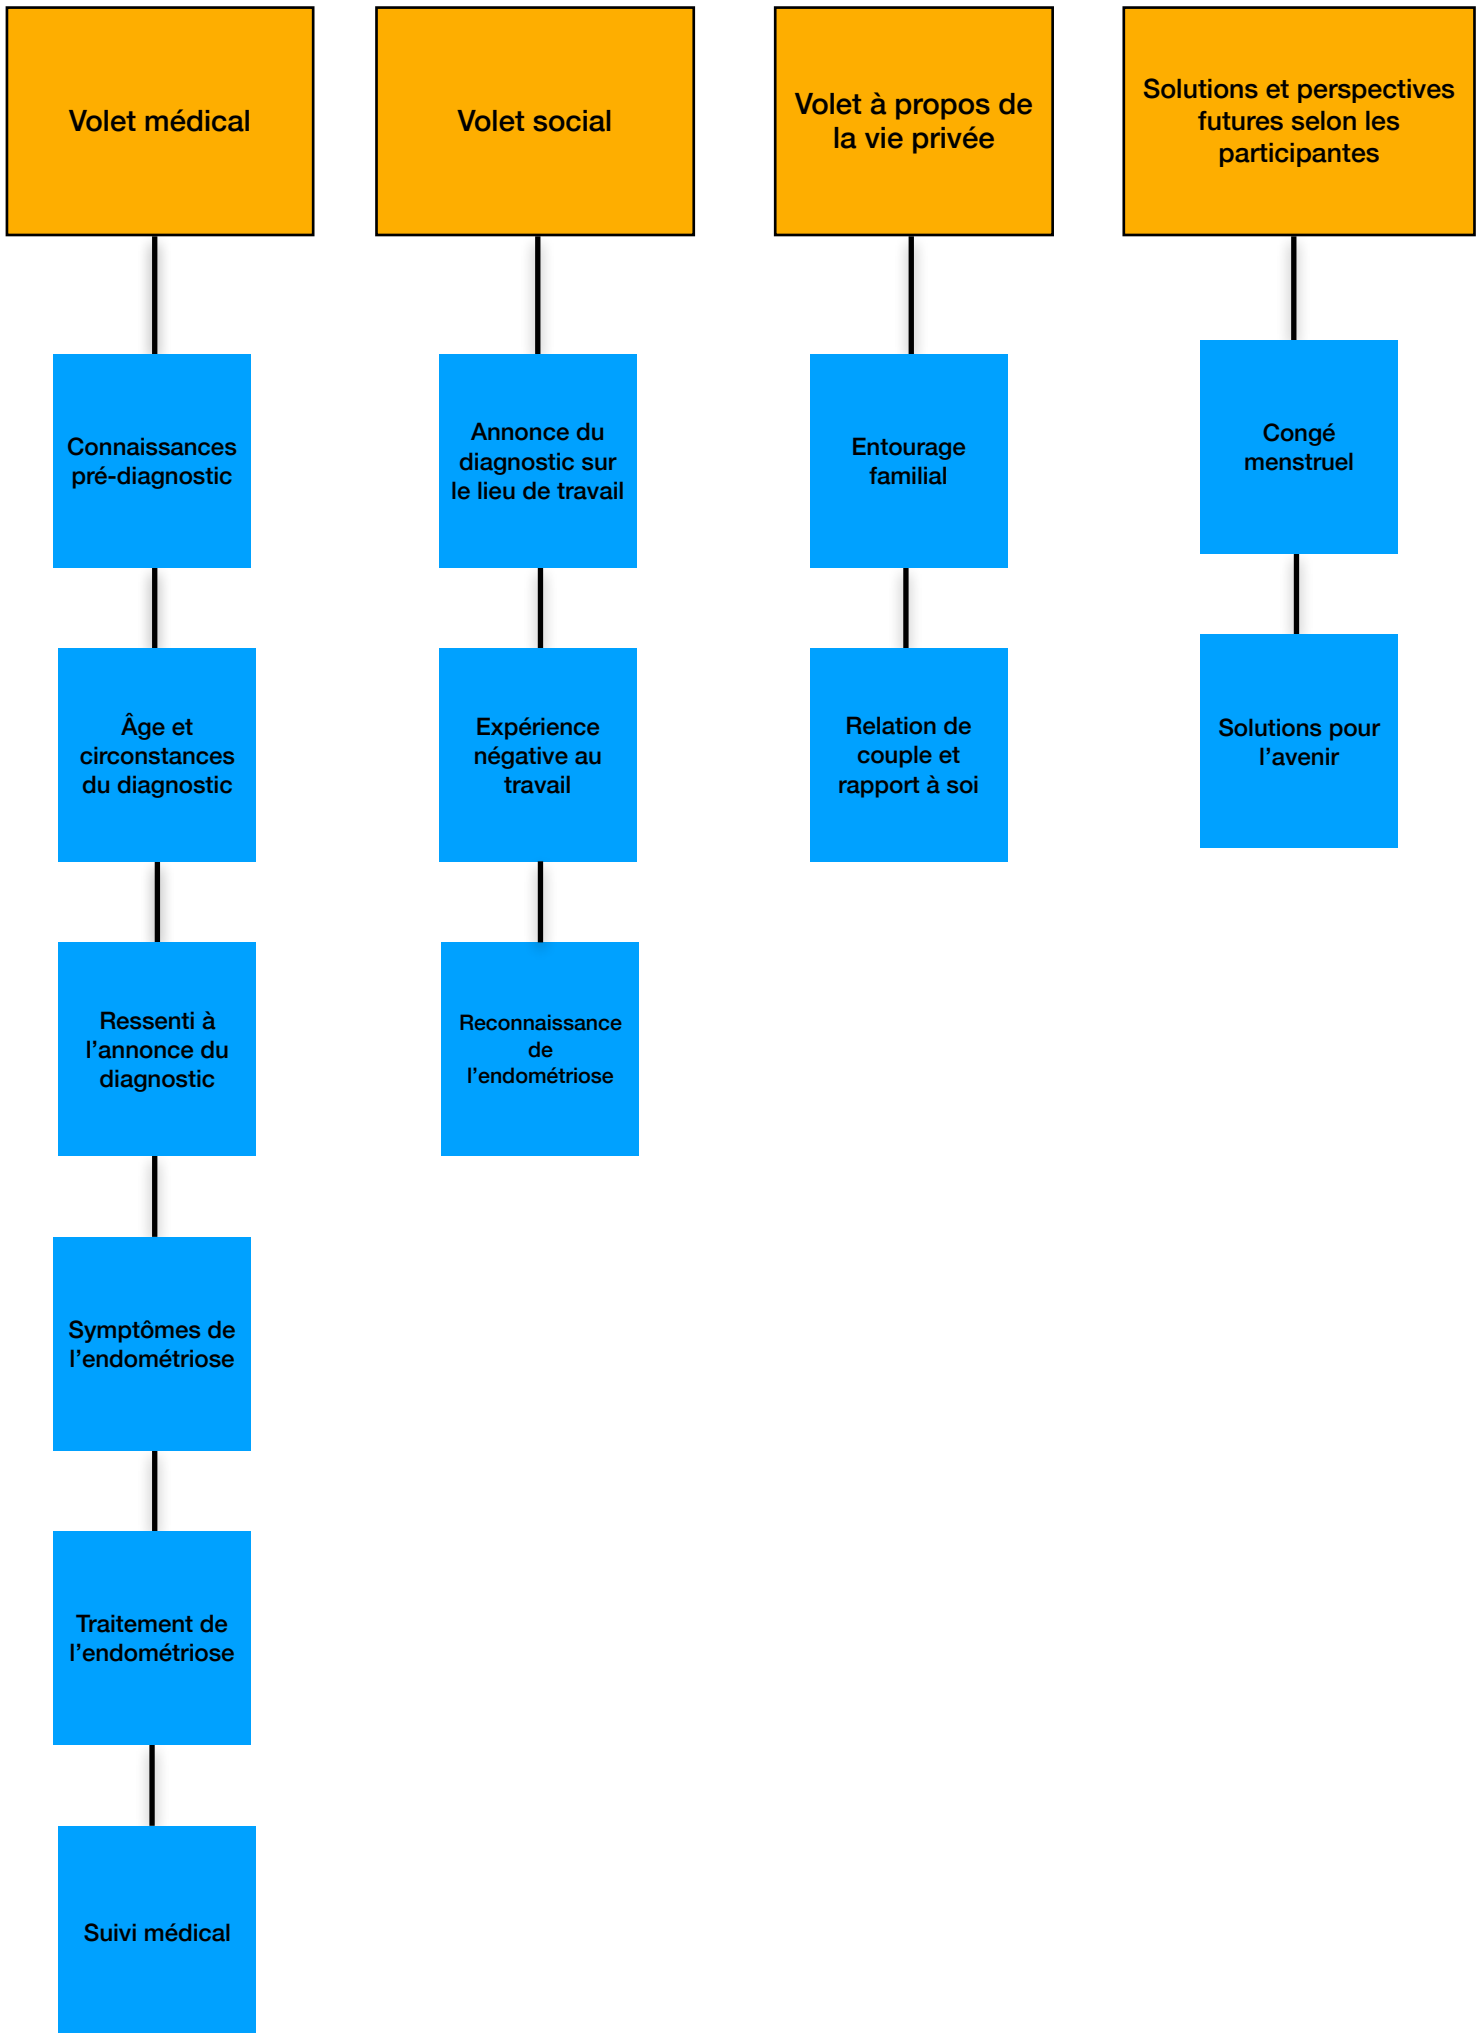 Volet médical
Volet social
Volet à propos de
la vie privée
Solutions et perspectives
futures selon les
participantes
Connaissances
pré-diagnostic
Annonce du
diagnostic sur
le lieu de travail
Entourage
familial
Congé
menstruel
Âge et
circonstances
du diagnostic
Expérience
négative au
travail
Relation de
couple et
rapport à soi
Solutions pour
l’avenir
Ressenti à
l’annonce du
diagnostic
Reconnaissance
de
l’endométriose
Symptômes de
l’endométriose
Traitement de
l’endométriose
Suivi médical